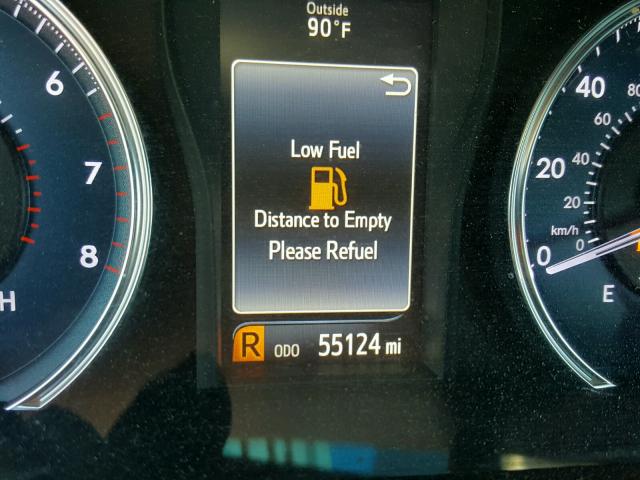 Outside
90°F
Low Fuel
Distance to Empty
Please Refuel
R ODO 55124 mi
6
7
8
H
40
80
60
20
40
20
km/h
0
0
E